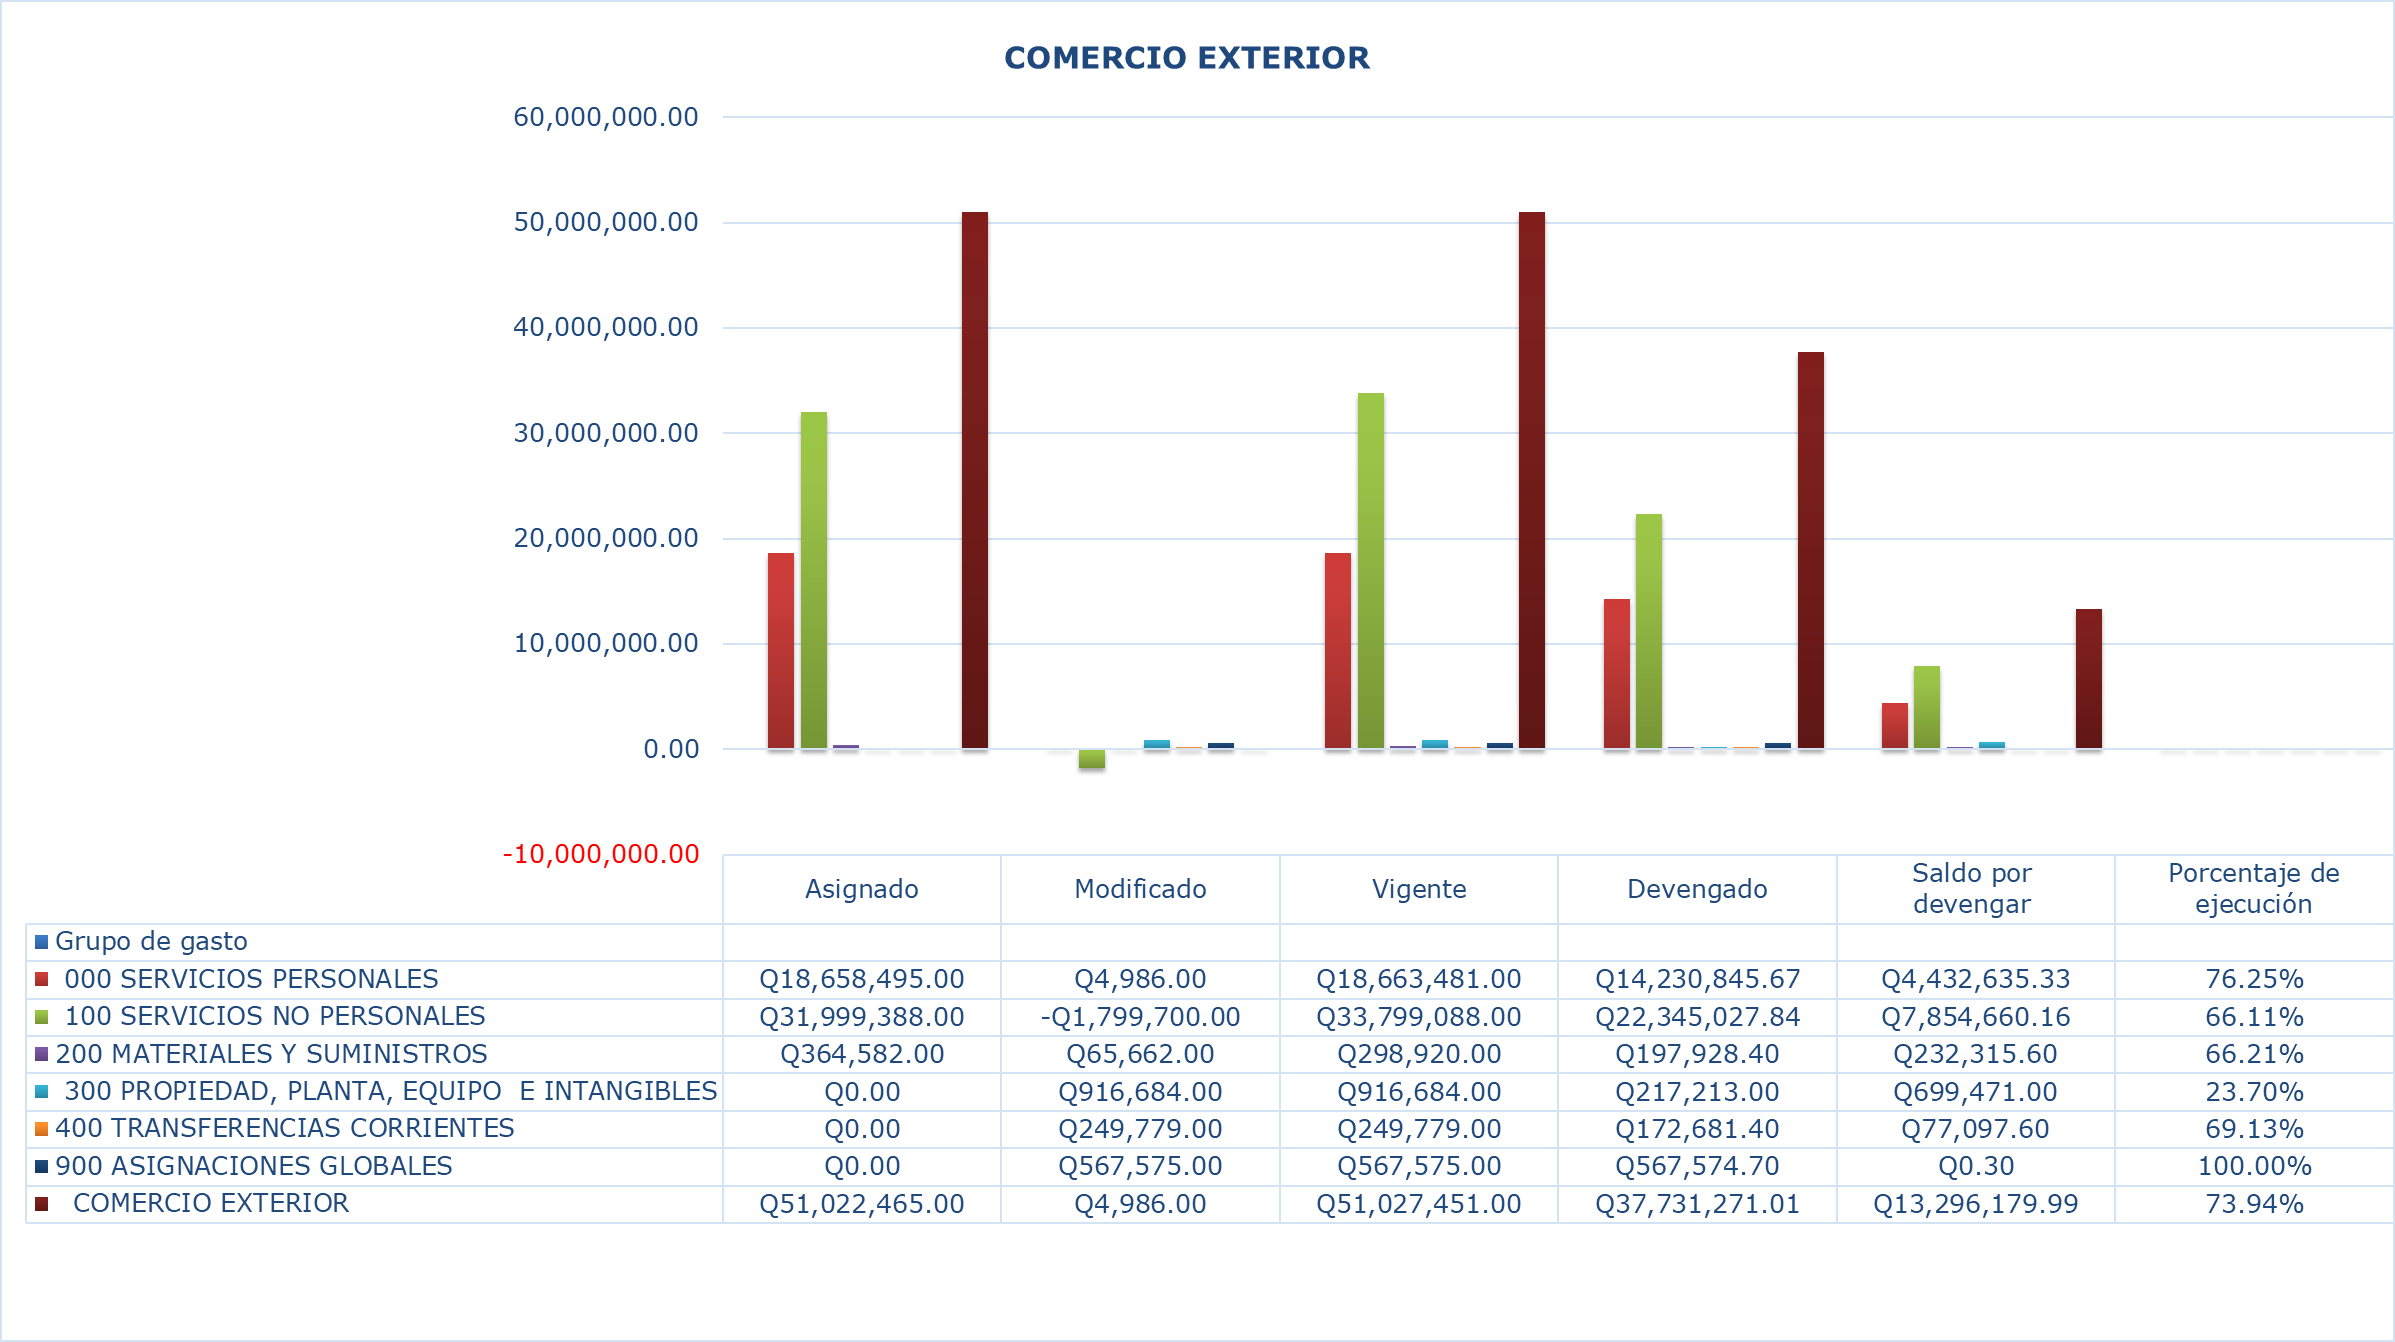 COMERCIO EXTERIOR
60,000,000.00
50,000,000.00
40,000,000.00
30,000,000.00
20,000,000.00
10,000,000.00
0.00
-10,000,000.00
Asignado Modificado Vigente Devengado Saldo por devengar Porcentaje de ejecución
Grupo de gasto
000 SERVICIOS PERSONALES Q18,658,495.00 Q4,986.00 Q18,663,481.00 Q14,230,845.67 Q4,432,635.33 76.25%
100 SERVICIOS NO PERSONALES Q31,999,388.00 -Q1,799,700.00 Q33,799,088.00 Q22,345,027.84 Q7,854,660.16 66.11%
200 MATERIALES Y SUMINISTROS Q364,582.00 Q65,662.00 Q298,920.00 Q197,928.40 Q232,315.60 66.21%
300 PROPIEDAD, PLANTA, EQUIPO E INTANGIBLES Q0.00 Q916,684.00 Q916,684.00 Q217,213.00 Q699,471.00 23.70%
400 TRANSFERENCIAS CORRIENTES Q0.00 Q249,779.00 Q249,779.00 Q172,681.40 Q77,097.60 69.13%
900 ASIGNACIONES GLOBALES Q0.00 Q567,575.00 Q567,575.00 Q567,574.70 Q0.30 100.00%
COMERCIO EXTERIOR Q51,022,465.00 Q4,986.00 Q51,027,451.00 Q37,731,271.01 Q13,296,179.99 73.94%